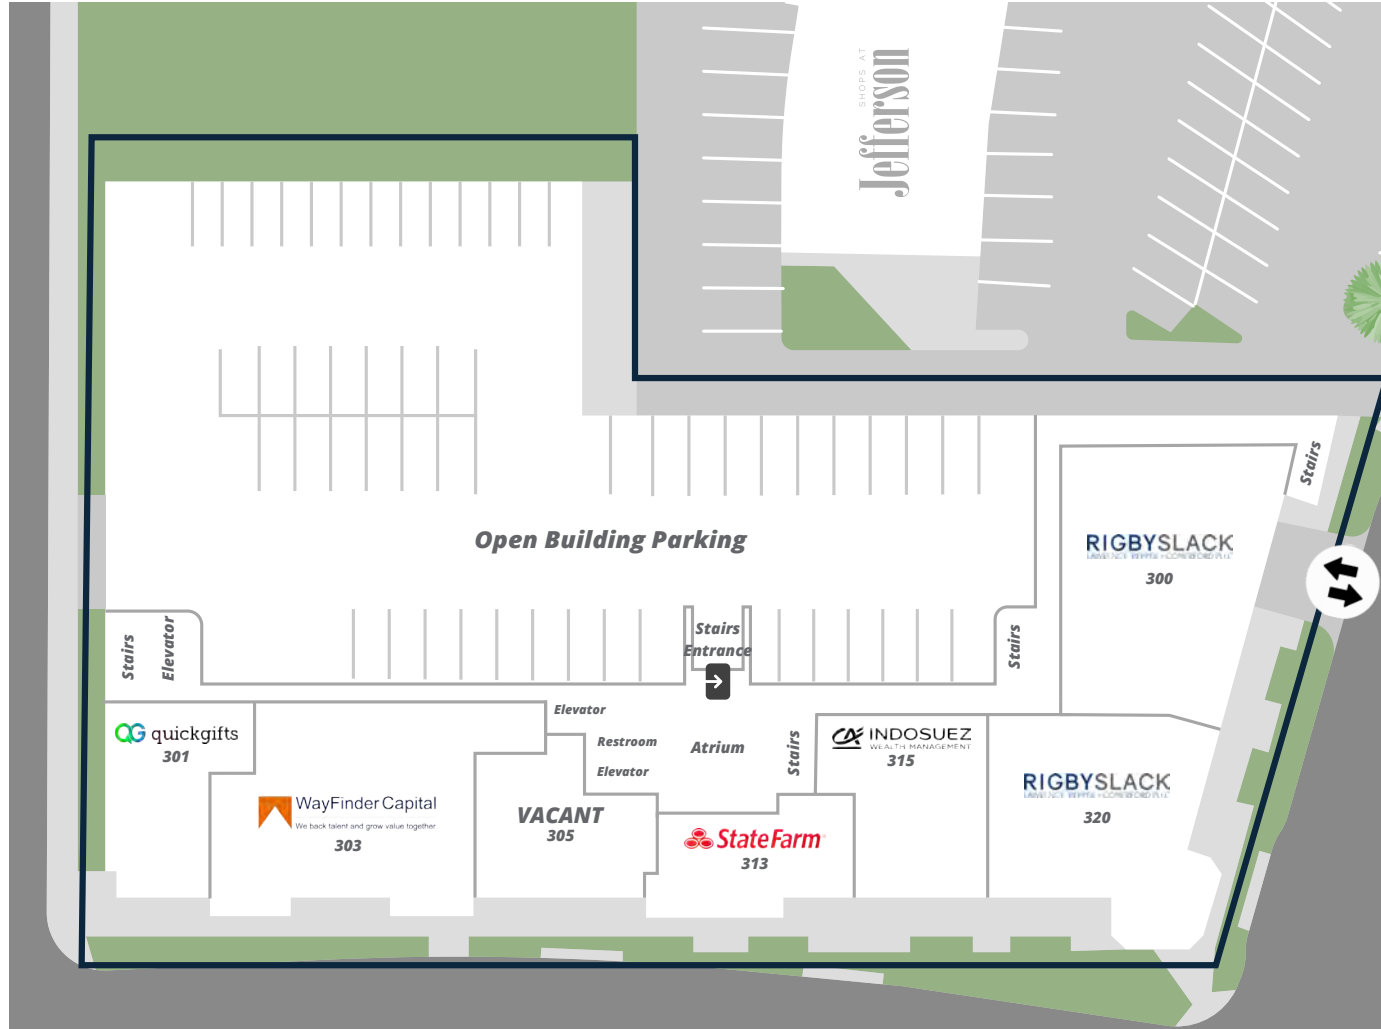 SHOPS AT
Jefferson
Stairs
Open Building Parking
RIGBYSLACK
300
Stairs
Elevator
Stairs
Entrance
Stairs
Elevator
QG quickgifts
301
Restroom
Atrium
Elevator
Stairs
CA INDOSUEZ
WEALTH MANAGEMENT
315
WayFinder Capital
We back talent and grow value together
303
VACANT
305
StateFarm
313
RIGBYSLACK
320